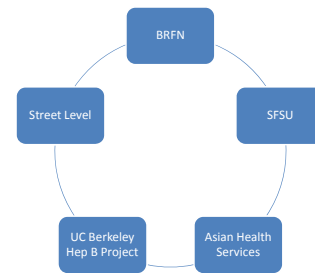 BRFN
Street Level
SFSU
UC Berkeley
Hep B Project
Asian Health
Services